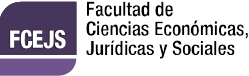 FCEJS
Facultad de
Ciencias Económicas,
Jurídicas y Sociales